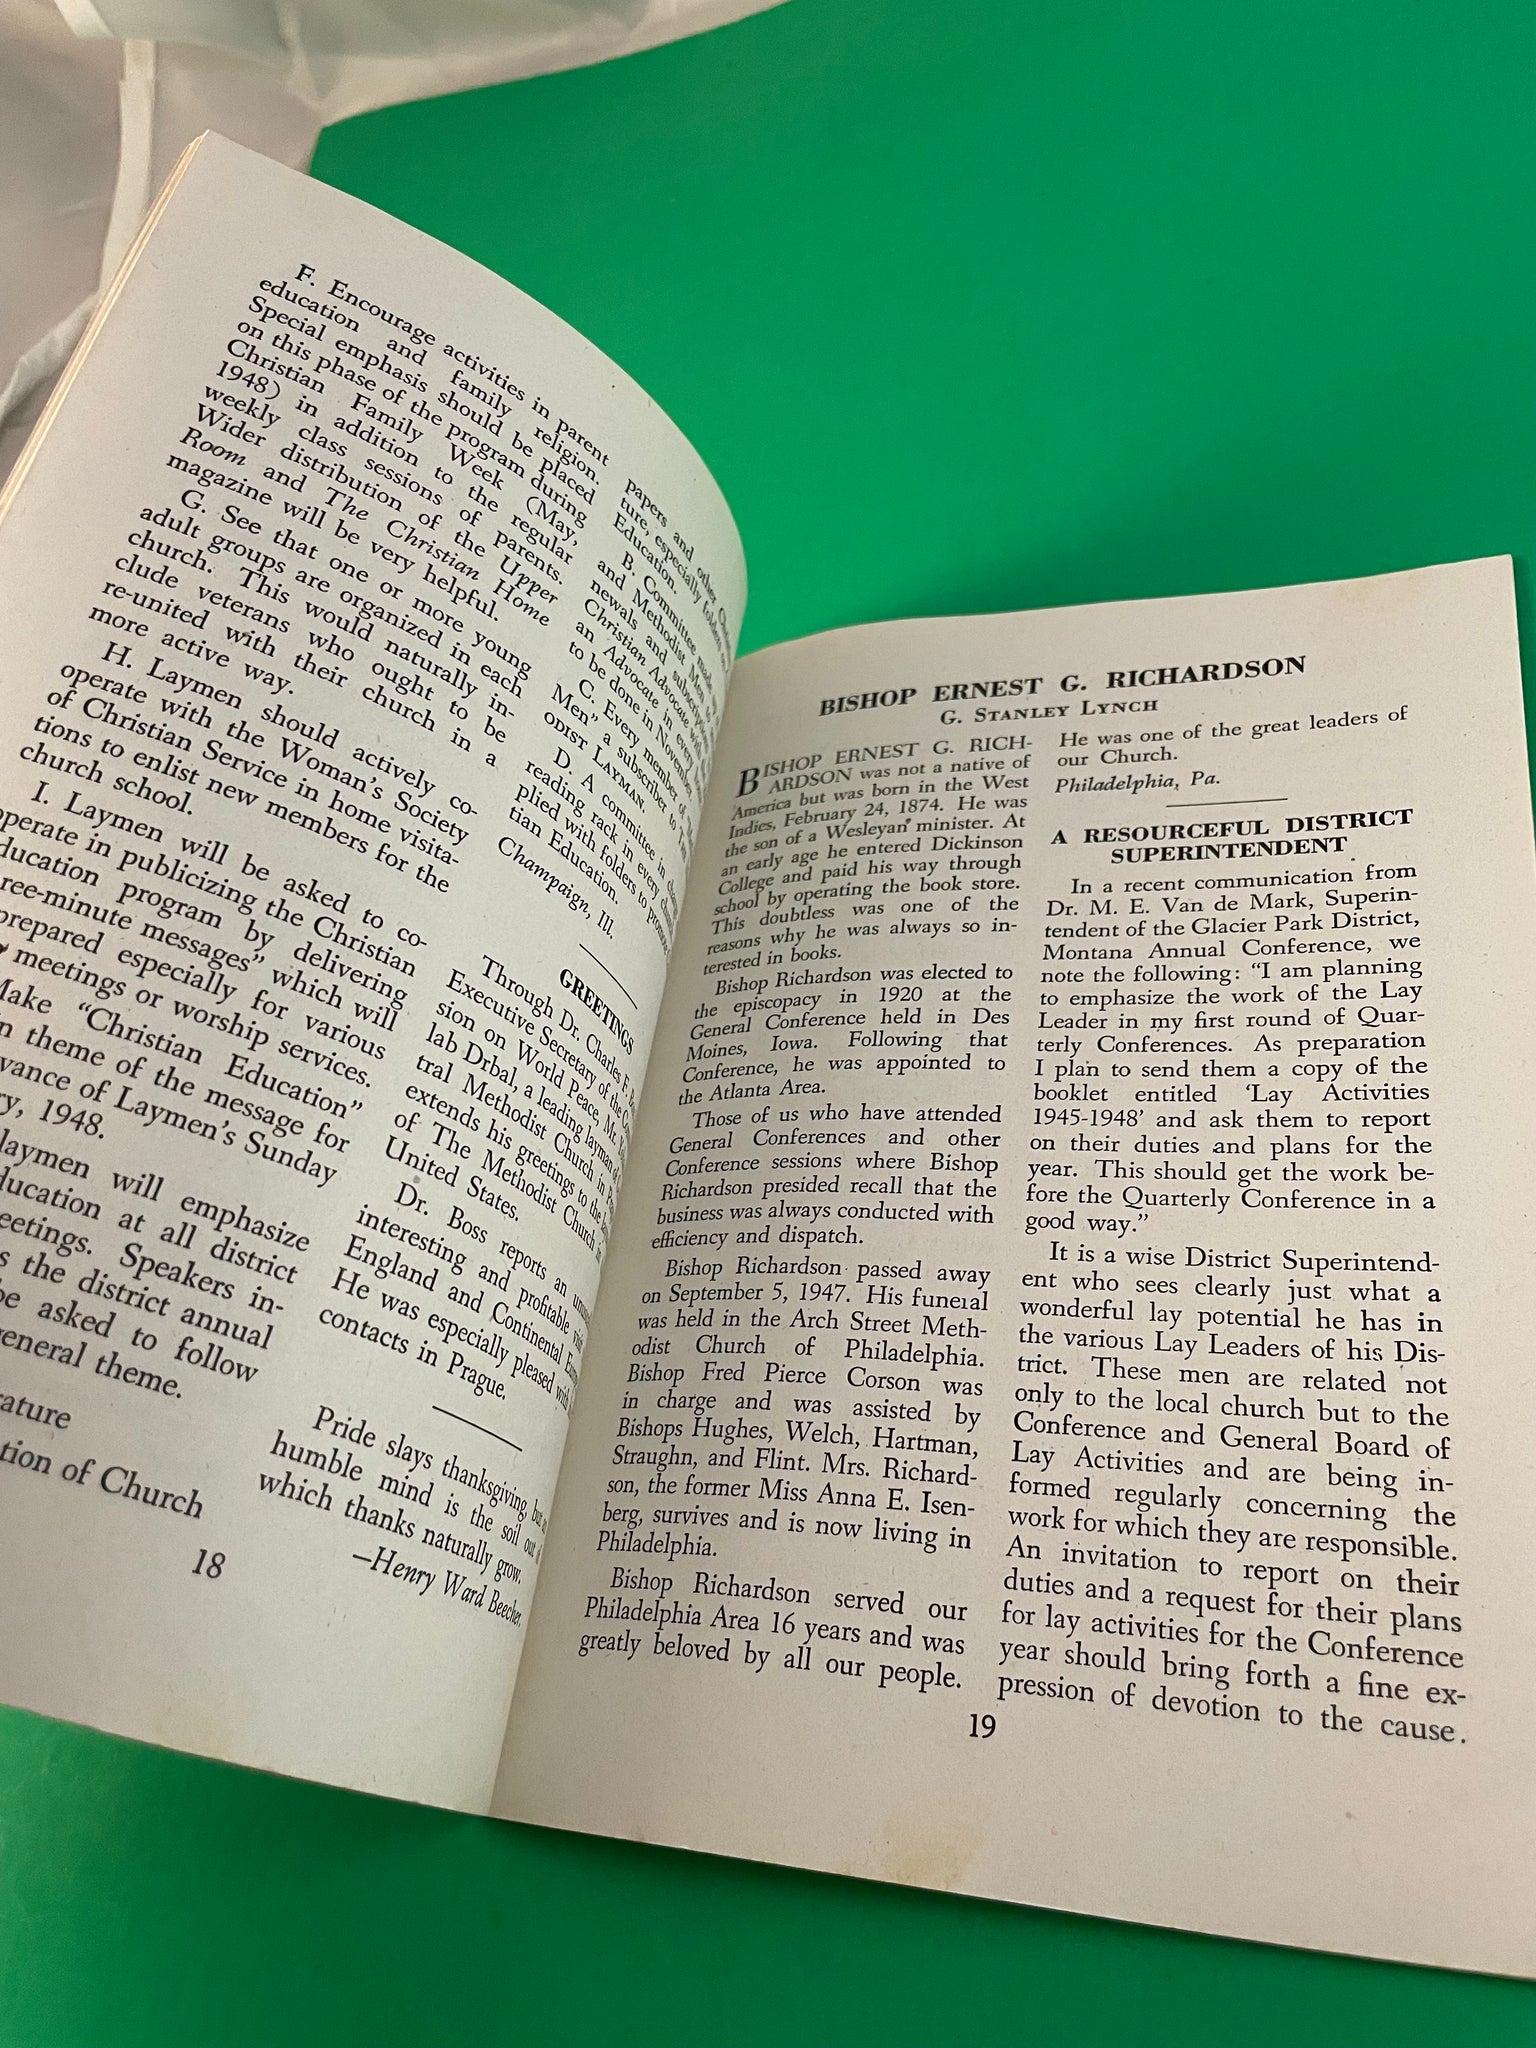 F. Encourage activities in parent
education and family religion.
Special emphasis should be placed
on this phase of the program during
Christian Family Week (May,
1948) in addition to the regular
weekly class sessions of parents.
Wider distribution of the Upper
Room and The Christian Home
magazine will be very helpful.
G. See that one or more young
adult groups are organized in each
church. This would naturally in-
clude veterans who ought to be
re-united with their church in a
more active way.
H. Laymen should actively co-
operate with the Woman's Society
of Christian Service in home visita-
tions to enlist new members for the
church school.
I. Laymen will be asked to co-
operate in publicizing the Christian
education program by delivering
messages" which will
prepared especially for various
meetings or worship services.
Make "Christian Education"
theme of the message for
of Laymen's Sunday
1948.
laymen will emphasize
at all district
Speakers in-
the district annual
be asked to follow
general theme.
of Church
18
papers and other
ture, especially
Education.
B. Committee
and Methodist Men
newals and
Christian Advocate
an Advocate in every
to be done in November.
C. Every member of
Men" a subscriber to
ODIST LAYMAN.
D. A committee in
reading rack in every
plied with folders to
tian Education.
Champaign, Ill.
GREETINGS
Through Dr. Charles F.
Executive Secretary of the
sion on World Peace, Mr.
lab Drbal, a leading layman
tral Methodist Church in
extends his greetings to the
of The Methodist Church in
United States.
Dr. Boss reports an
interesting and profitable
England and Continental
He was especially pleased with
contacts in Prague.
Pride slays thanksgiving, but
humble mind is the soil out
which thanks naturally grow.
—Henry Ward Beecher.
BISHOP ERNEST G. RICHARDSON
G. STANLEY LYNCH
BISHOP ERNEST G. RICH-
ARDSON was not a native of
America but was born in the West
Indies, February 24, 1874. He was
the son of a Wesleyan minister. At
an early age he entered Dickinson
College and paid his way through
school by operating the book store.
This doubtless was one of the
reasons why he was always so in-
terested in books.
Bishop Richardson was elected to
the episcopacy in 1920 at the
General Conference held in Des
Moines, Iowa. Following that
Conference, he was appointed to
the Atlanta Area.
Those of us who have attended
General Conferences and other
Conference sessions where Bishop
Richardson presided recall that the
business was always conducted with
efficiency and dispatch.
Bishop Richardson passed away
on September 5, 1947. His funeral
was held in the Arch Street Meth-
odist Church of Philadelphia.
Bishop Fred Pierce Corson was
in charge and was assisted by
Bishops Hughes, Welch, Hartman,
Straughn, and Flint. Mrs. Richard-
son, the former Miss Anna E. Isen-
berg, survives and is now living in
Philadelphia.
Bishop Richardson served our
Philadelphia Area 16 years and was
greatly beloved by all our people.
He was one of the great leaders of
our Church.
Philadelphia, Pa.
A RESOURCEFUL DISTRICT
SUPERINTENDENT
In a recent communication from
Dr. M. E. Van de Mark, Superin-
tendent of the Glacier Park District,
Montana Annual Conference, we
note the following: "I am planning
to emphasize the work of the Lay
Leader in my first round of Quar-
terly Conferences. As preparation
I plan to send them a copy of the
booklet entitled 'Lay Activities
1945-1948' and ask them to report
on their duties and plans for the
year. This should get the work be-
fore the Quarterly Conference in a
good way."
It is a wise District Superintend-
ent who sees clearly just what a
wonderful lay potential he has in
the various Lay Leaders of his Dis-
trict. These men are related not
only to the local church but to the
Conference and General Board of
Lay Activities and are being in-
formed regularly concerning the
work for which they are responsible.
An invitation to report on their
duties and a request for their plans
for lay activities for the Conference
year should bring forth a fine ex-
pression of devotion to the cause.
19